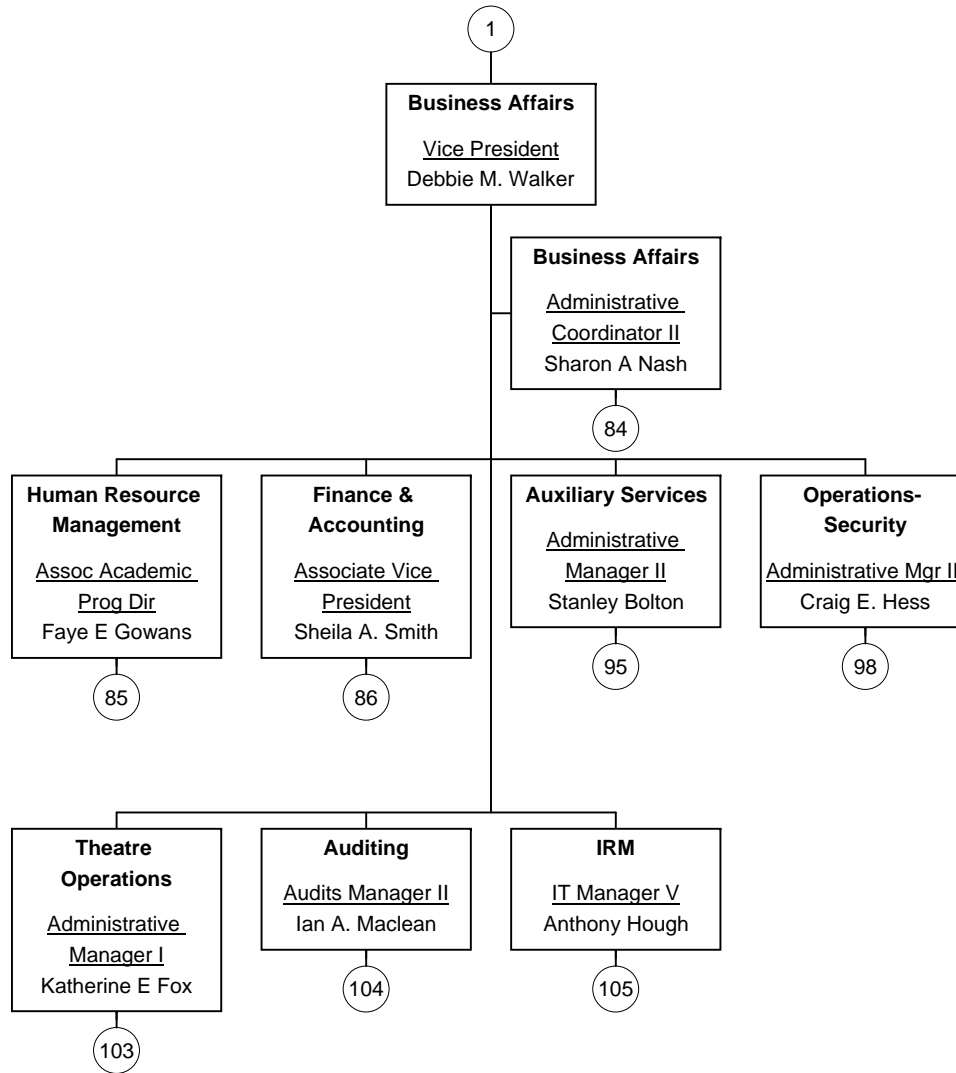 1
Business Affairs
Vice President
Debbie M. Walker
Business Affairs
Administrative
Coordinator II
Sharon A Nash
84
Human Resource
Management
Assoc Academic
Prog Dir
Faye E Gowans
85
Finance &
Accounting
Associate Vice
President
Sheila A. Smith
86
Auxiliary Services
Administrative
Manager II
Stanley Bolton
95
Operations-
Security
Administrative Mgr II
Craig E. Hess
98
Theatre
Operations
Administrative
Manager I
Katherine E Fox
103
Auditing
Audits Manager II
Ian A. Maclean
104
IRM
IT Manager V
Anthony Hough
105